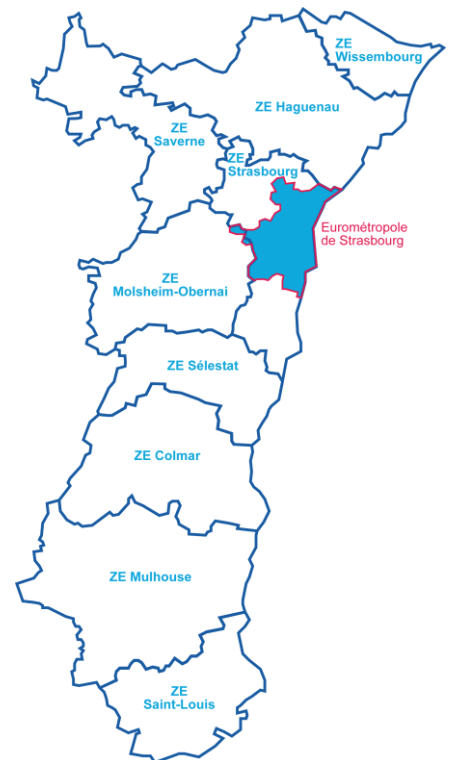 ZE
Wissembourg
ZE Haguenau
ZE
Saverne
ZE
Strasbourg
Eurométropole
de Strasbourg
ZE
Molsheim-Obernai
ZE Sélestat
ZE Colmar
ZE Mulhouse
ZE
Saint-Louis